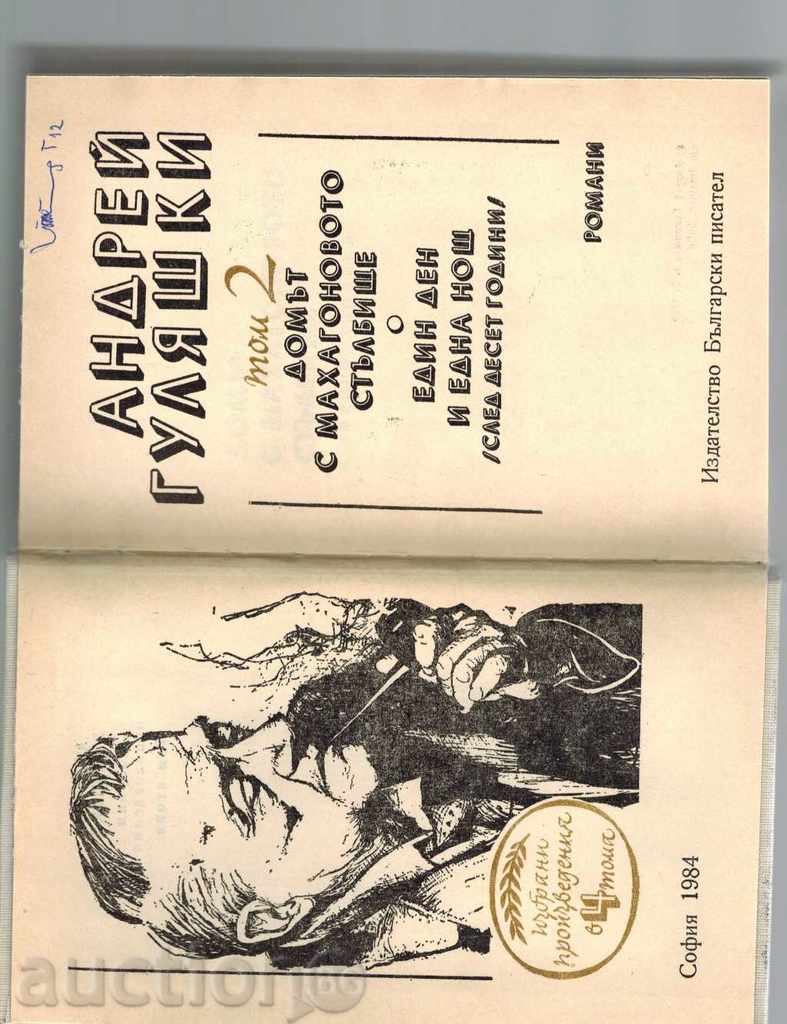 АНДРЕЙ
ГУЛЯШКИ
том 2
ДОМЪТ
С МАХАГОНОВОТО
СТЪЛБИЩЕ
ЕДИН ДЕН
И ЕДНА НОЩ
/СЛЕД ДЕСЕТ ГОДИНИ/
РОМАНИ
Издателство Български писател
избрани
произведения
в 4 тома
София 1984
auction